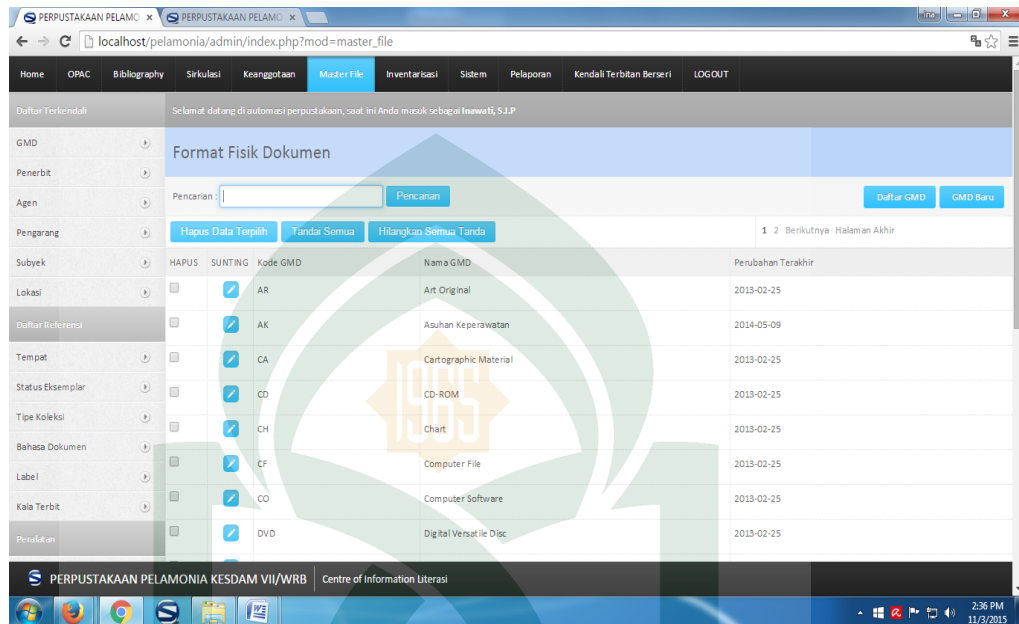 PERPUSTAKAAN PELAMO × PERPUSTAKAAN PELAMO × Ina
localhost/pelamonia/admin/index.php?mod=master_file
Home OPAC Bibliography Sirkulasi Keanggotaan Master File Inventarisasi Sistem Pelaporan Kendali Terbitan Berseri LOGOUT
Daftar Terkendali
Selamat datang di automasi perpustakaan, saat ini Anda masuk sebagai Inawati, S.I.P
GMD
Penerbit
Agen
Pengarang
Subyek
Lokasi
Daftar Referensi
Tempat
Status Eksemplar
Tipe Koleksi
Bahasa Dokumen
Label
Kala Terbit
Peralatan
Format Fisik Dokumen
Pencarian : Pencarian Daftar GMD GMD Baru
Hapus Data Terpilih Tandai Semua Hilangkan Semua Tanda 1 2 Berikutnya Halaman Akhir
HAPUS SUNTING Kode GMD Nama GMD Perubahan Terakhir
AR Art Original 2013-02-25
AK Asuhan Keperawatan 2014-05-09
CA Cartographic Material 2013-02-25
CD CD-ROM 2013-02-25
CH Chart 2013-02-25
CF Computer File 2013-02-25
CO Computer Software 2013-02-25
DVD Digital Versatile Disc 2013-02-25
1965
PERPUSTAKAAN PELAMONIA KESDAM VII/WRB Centre of Information Literasi
2:36 PM
11/3/2015